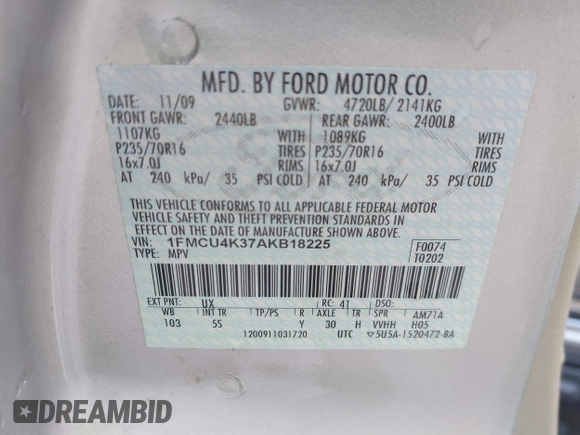 MFD. BY FORD MOTOR CO.
DATE: 11/09 GVWR: 4720LB/ 2141KG
FRONT GAWR: 2440LB REAR GAWR: 2400LB
1107KG WITH 1089KG WITH
P235/70R16 TIRES P235/70R16 TIRES
16x7.0J RIMS 16x7.0J RIMS
AT 240 kPa/ 35 PSI COLD AT 240 kPa/ 35 PSI COLD
THIS VEHICLE CONFORMS TO ALL APPLICABLE FEDERAL MOTOR
VEHICLE SAFETY AND THEFT PREVENTION STANDARDS IN
EFFECT ON THE DATE OF MANUFACTURE SHOWN ABOVE.
VIN: 1FMCU4K37AKB18225 F0074
TYPE: MPV T0202
EXT PNT: UX RC: 41 DSO:
WB INT TR TP/PS R AXLE TR SPR AM71A
103 5S Y 30 H VVHH H05
1200911031720 UTC ▽5U5A-1520472-BA
DREAMBID